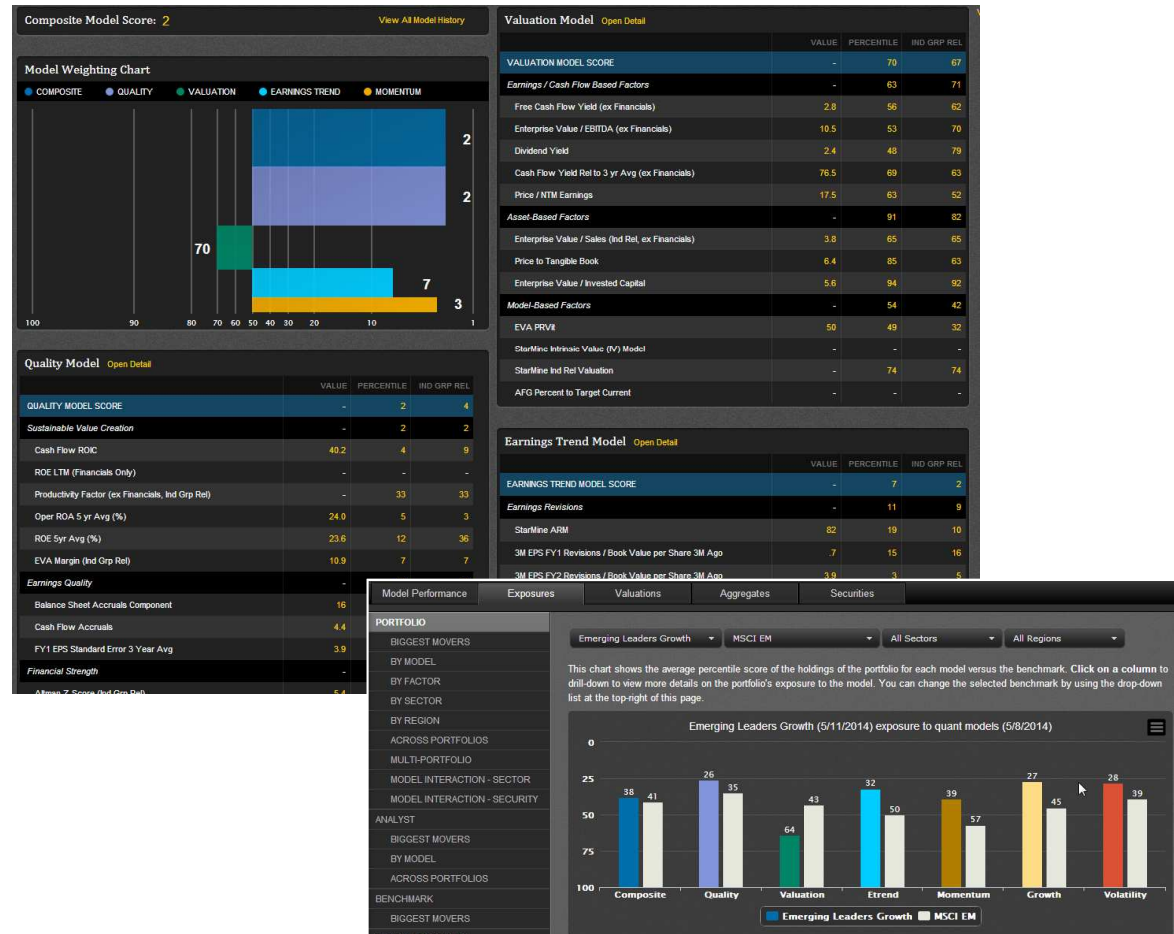 Composite Model Score: 2 View All Model History
Model Weighting Chart
COMPOSITE QUALITY VALUATION EARNINGS TREND MOMENTUM
2
2
70
7
3
100 90 80 70 60 50 40 30 20 10 1
Quality Model Open Detail
VALUE PERCENTILE IND GRP REL
QUALITY MODEL SCORE - 2 4
Sustainable Value Creation - 2 2
Cash Flow ROIC 40.2 4 9
ROE LTM (Financials Only) - - -
Productivity Factor (ex Financials, Ind Grp Rel) - 33 33
Oper ROA 5 yr Avg (%) 24.0 5 3
ROE 5yr Avg (%) 23.6 12 36
EVA Margin (Ind Grp Rel) 10.9 7 7
Earnings Quality -
Balance Sheet Accruals Component 16
Cash Flow Accruals 4.4
FY1 EPS Standard Error 3 Year Avg 3.9
Financial Strength -
Altman Z Score (Ind Grp Rel) 5.4
Valuation Model Open Detail
VALUE PERCENTILE IND GRP REL
VALUATION MODEL SCORE - 70 67
Earnings / Cash Flow Based Factors - 63 71
Free Cash Flow Yield (ex Financials) 2.8 56 62
Enterprise Value / EBITDA (ex Financials) 10.5 53 70
Dividend Yield 2.4 48 79
Cash Flow Yield Rel to 3 yr Avg (ex Financials) 76.5 69 63
Price / NTM Earnings 17.5 63 52
Asset-Based Factors - 91 82
Enterprise Value / Sales (Ind Rel, ex Financials) 3.8 65 65
Price to Tangible Book 6.4 85 63
Enterprise Value / Invested Capital 5.6 94 92
Model-Based Factors - 54 42
EVA PRVit 50 49 32
StarMine Intrinsic Value (IV) Model - - -
StarMine Ind Rel Valuation - 74 74
AFG Percent to Target Current - - -
Earnings Trend Model Open Detail
VALUE PERCENTILE IND GRP REL
EARNINGS TREND MODEL SCORE - 7 2
Earnings Revisions - 11 9
StarMine ARM 82 19 10
3M EPS FY1 Revisions / Book Value per Share 3M Ago .7 15 16
3M EPS FY2 Revisions / Book Value per Share 3M Ago 3.9 3 5
Model Performance Exposures Valuations Aggregates Securities
PORTFOLIO
BIGGEST MOVERS
BY MODEL
BY FACTOR
BY SECTOR
BY REGION
ACROSS PORTFOLIOS
MULTI-PORTFOLIO
MODEL INTERACTION - SECTOR
MODEL INTERACTION - SECURITY
ANALYST
BIGGEST MOVERS
BY MODEL
ACROSS PORTFOLIOS
BENCHMARK
BIGGEST MOVERS
Emerging Leaders Growth MSCI EM All Sectors All Regions
This chart shows the average percentile score of the holdings of the portfolio for each model versus the benchmark. Click on a column to
drill-down to view more details on the portfolio's exposure to the model. You can change the selected benchmark by using the drop-down
list at the top-right of this page.
Emerging Leaders Growth (5/11/2014) exposure to quant models (5/8/2014)
0
25
50
75
100
38 41 26 35 64 43 32 50 39 57 27 45 28 39
Composite Quality Valuation Etrend Momentum Growth Volatility
Emerging Leaders Growth MSCI EM